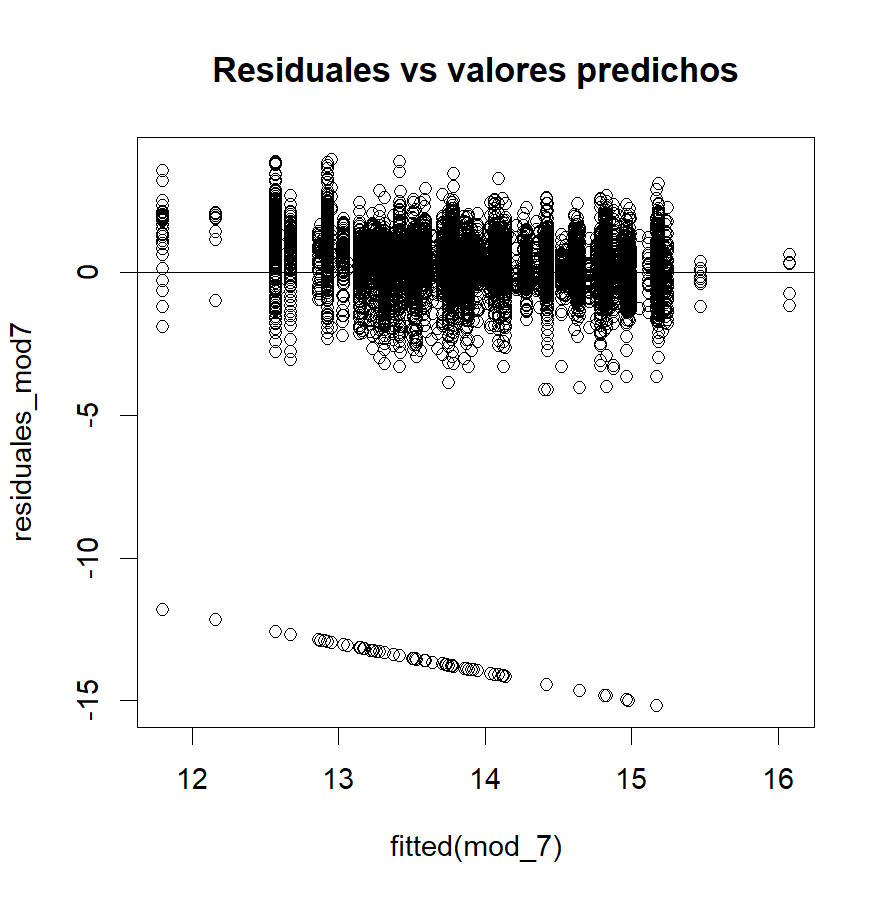 Residuales vs valores predichos
residuales_mod7
0
-5
-10
-15
12 13 14 15 16
fitted(mod_7)